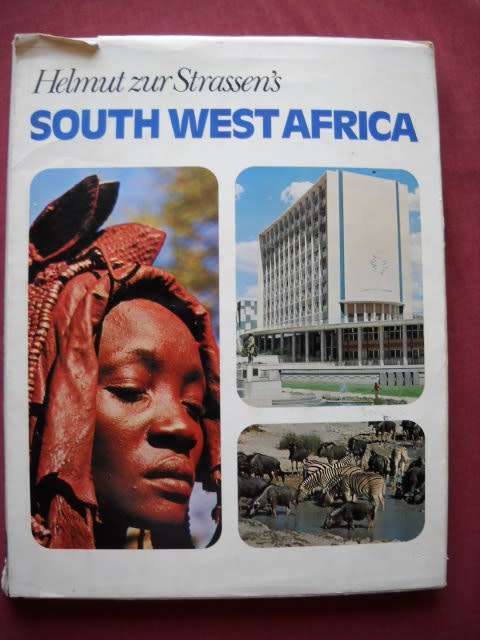 Helmut zur Strassen's
SOUTH WEST AFRICA